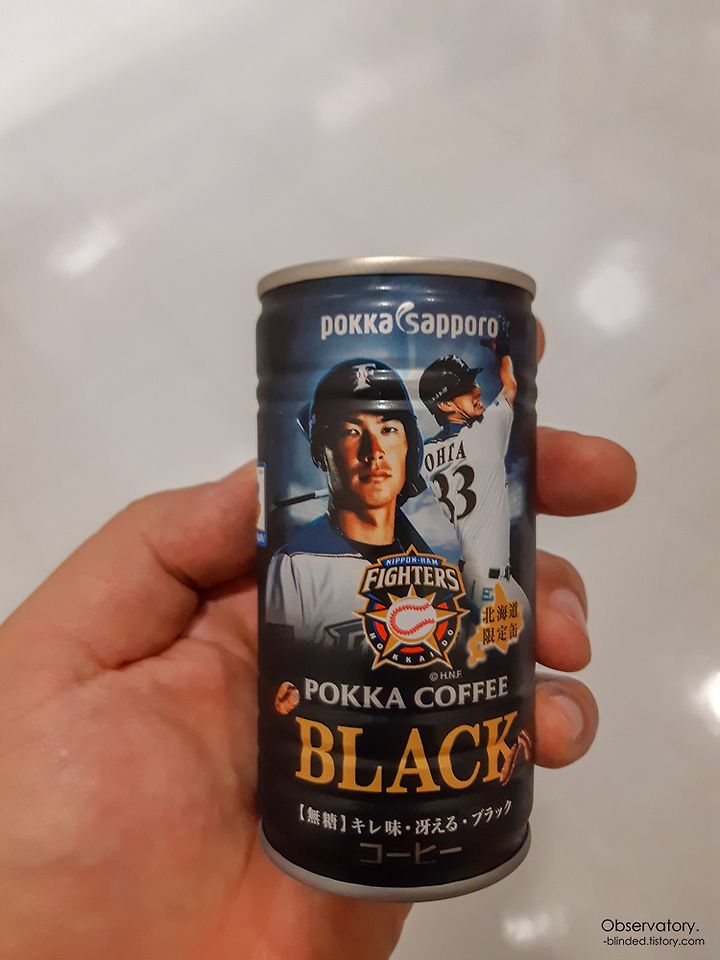 pokka sapporo
F
OHTA
33
NIPPON-HAM
FIGHTERS
HOKKAIDO
北海道
限定缶
© H.N.F.
POKKA COFFEE
BLACK
【無糖】キレ味・冴える・ブラック
コーヒー
Observatory.
-blinded.tistory.com